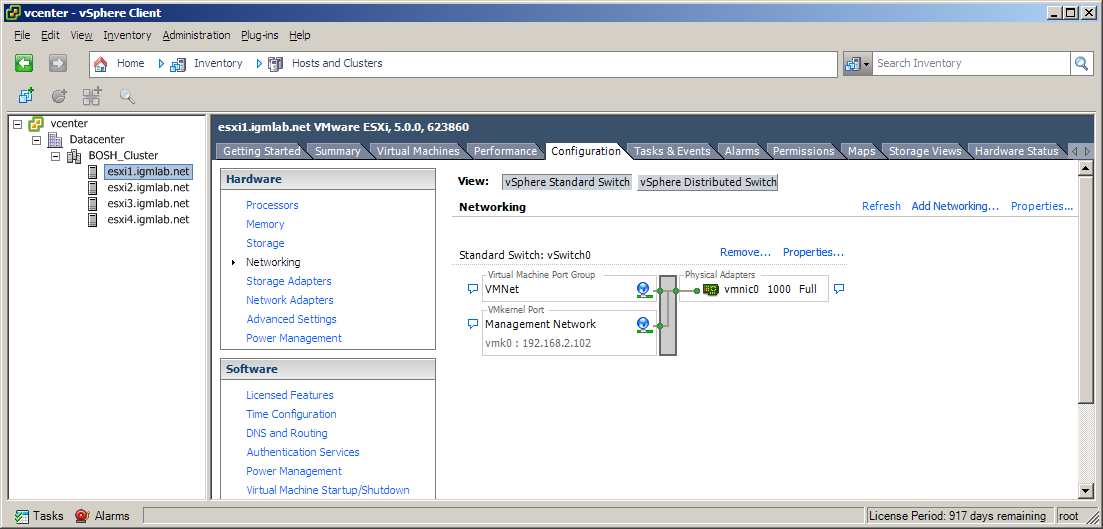 vcenter - vSphere Client
File Edit View Inventory Administration Plug-ins Help
Home Inventory Hosts and Clusters Search Inventory
vcenter
Datacenter
BOSH_Cluster
esxi1.igmlab.net
esxi2.igmlab.net
esxi3.igmlab.net
esxi4.igmlab.net
esxi1.igmlab.net VMware ESXi, 5.0.0, 623860
Getting Started Summary Virtual Machines Performance Configuration Tasks & Events Alarms Permissions Maps Storage Views Hardware Status
Hardware
Processors
Memory
Storage
Networking
Storage Adapters
Network Adapters
Advanced Settings
Power Management
Software
Licensed Features
Time Configuration
DNS and Routing
Authentication Services
Power Management
Virtual Machine Startup/Shutdown
View: vSphere Standard Switch vSphere Distributed Switch
Networking Refresh Add Networking... Properties...
Standard Switch: vSwitch0 Remove... Properties...
Virtual Machine Port Group
VMNet
Physical Adapters
vmnic0 1000 Full
VMkernel Port
Management Network
vmk0 : 192.168.2.102
Tasks Alarms License Period: 917 days remaining root